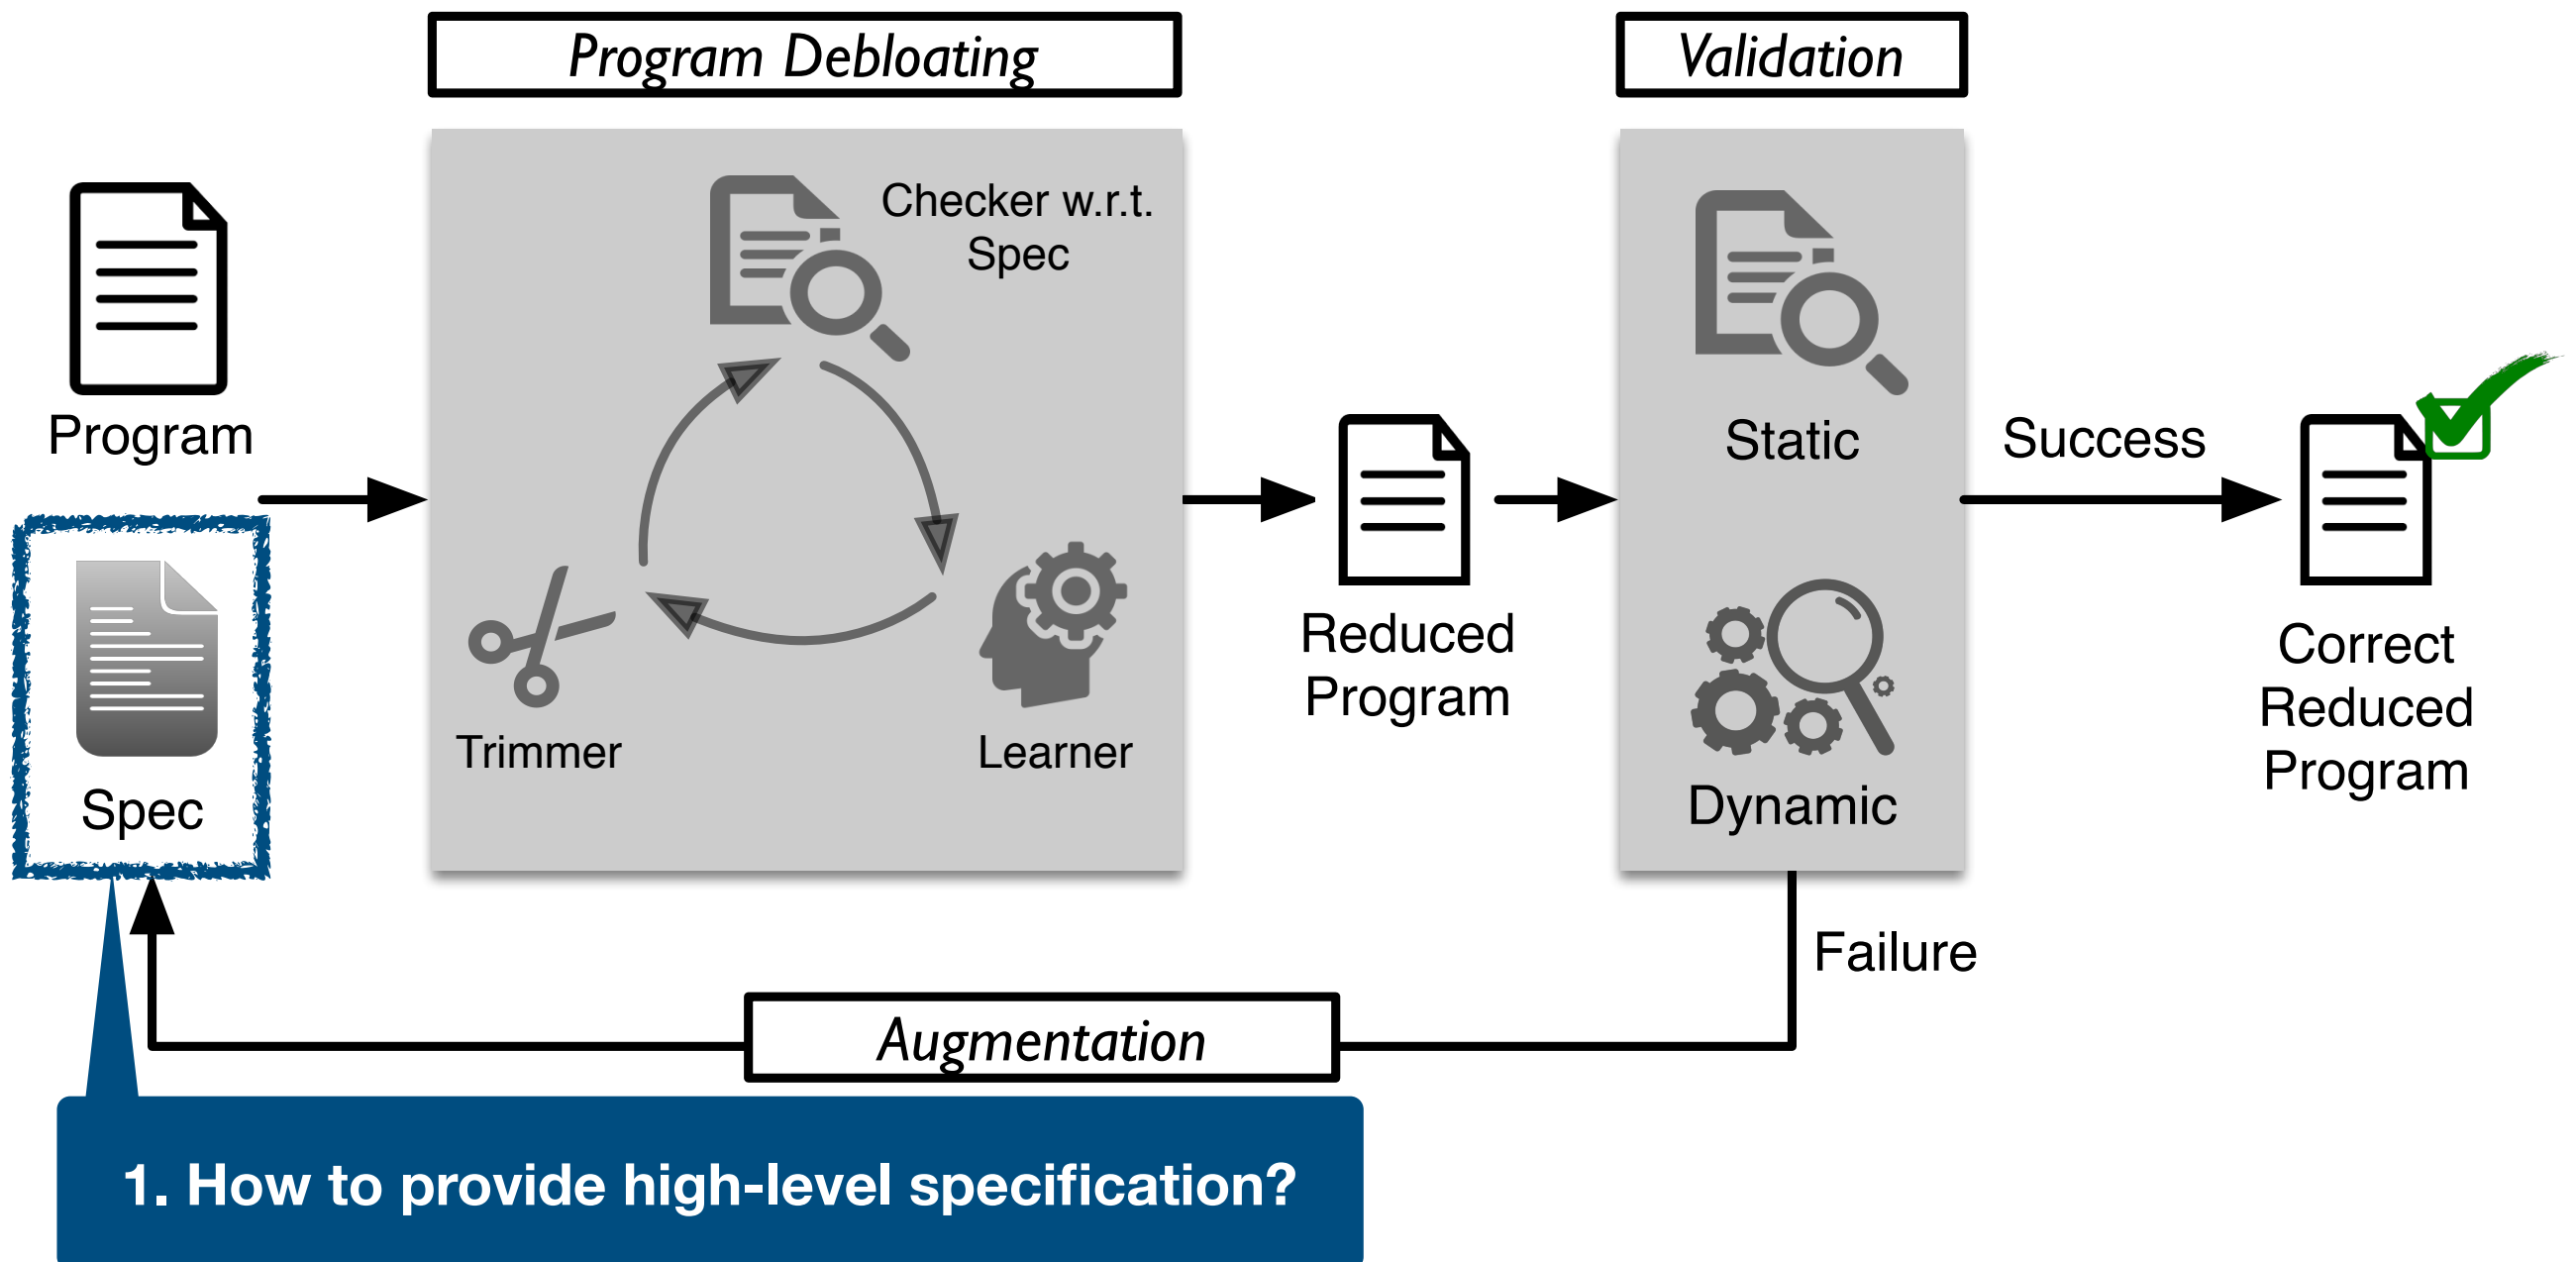 Program Debloating
Validation
Program
Spec
Checker w.r.t.
Spec
Trimmer
Learner
Reduced
Program
Static
Dynamic
Success
Correct
Reduced
Program
Failure
Augmentation
1. How to provide high-level specification?